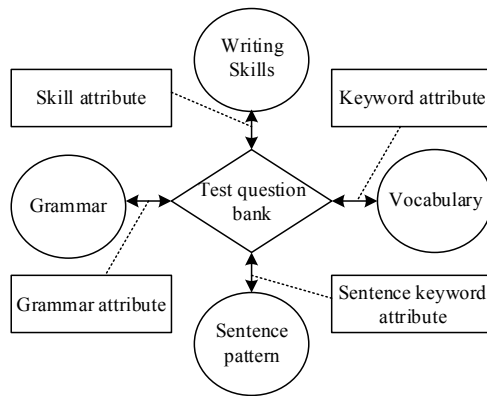 Writing
Skills
Skill attribute
Keyword attribute
Grammar
Test question
bank
Vocabulary
Grammar attribute
Sentence
pattern
Sentence keyword
attribute